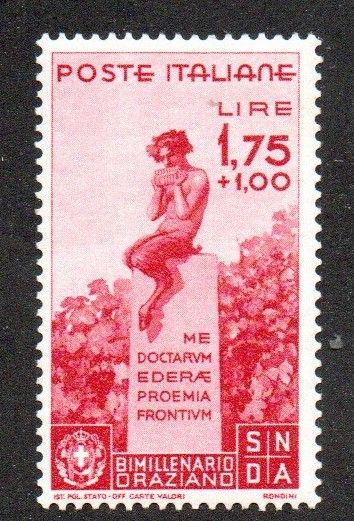 POSTE ITALIANE
LIRE
1,75
+1,00
ME
DOCTARVM
EDERÆ
PROEMIA
FRONTIVM
BIMILLENARIO
ORAZIANO
S N
D A
IST. POL. STATO - OFF. CARTE VALORI
RONDINI